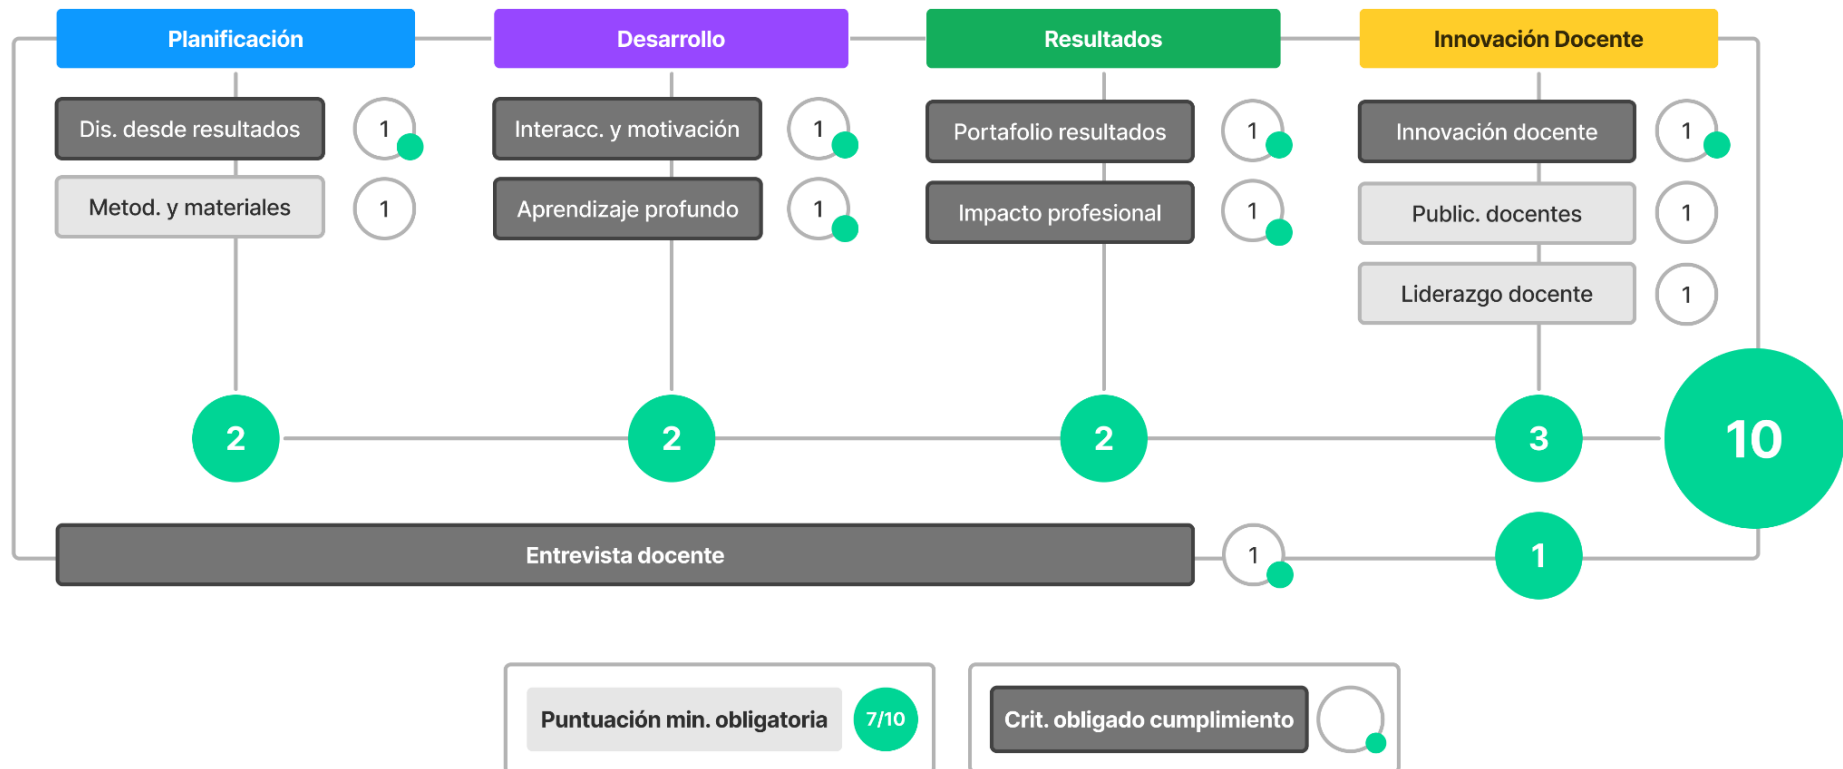 Planificación
Desarrollo
Resultados
Innovación Docente
Dis. desde resultados
1
Interacc. y motivación
1
Portafolio resultados
1
Innovación docente
1
Metod. y materiales
1
Aprendizaje profundo
1
Impacto profesional
1
Public. docentes
1
Liderazgo docente
1
2
2
2
3
10
Entrevista docente
1
1
Puntuación min. obligatoria
7/10
Crit. obligado cumplimiento